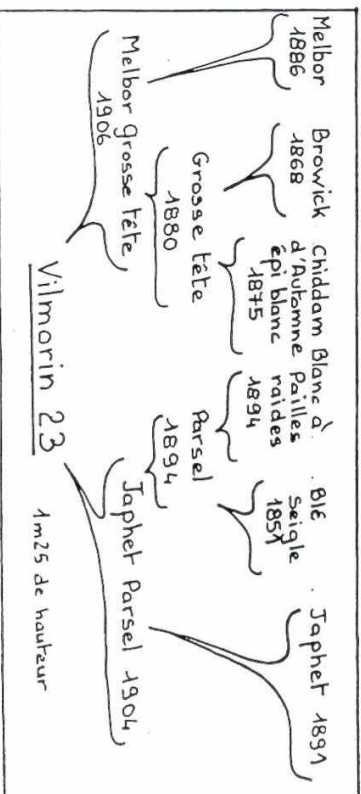 Melbor
1886
Browick
1868
Chiddam
d'Automne
épi blanc
1875
Blanc à
Pailles
raides
1894
Blé
Seigle
Japhet 1891
Grosse tête
1880
Parsel
1894
Melbor grosse tête
1906
Japhet Parsel 1904
Vilmorin 23
1m25 de hauteur